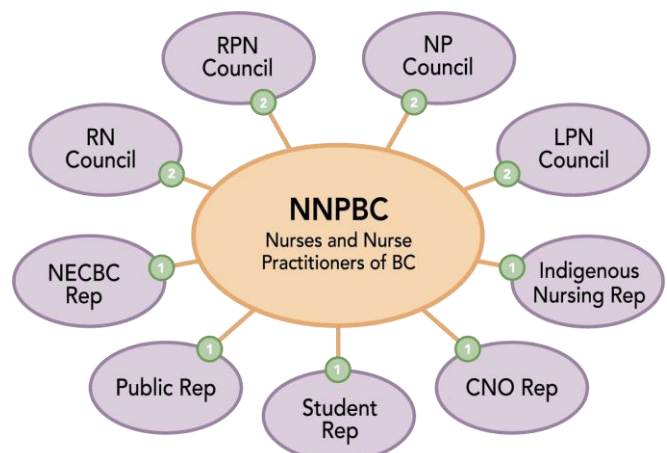 RPN
Council
2
NP
Council
2
RN
Council
2
LPN
Council
2
NNPBC
Nurses and Nurse
Practitioners of BC
NECBC
Rep
1
Indigenous
Nursing Rep
1
Public Rep
1
Student
Rep
1
CNO Rep
1